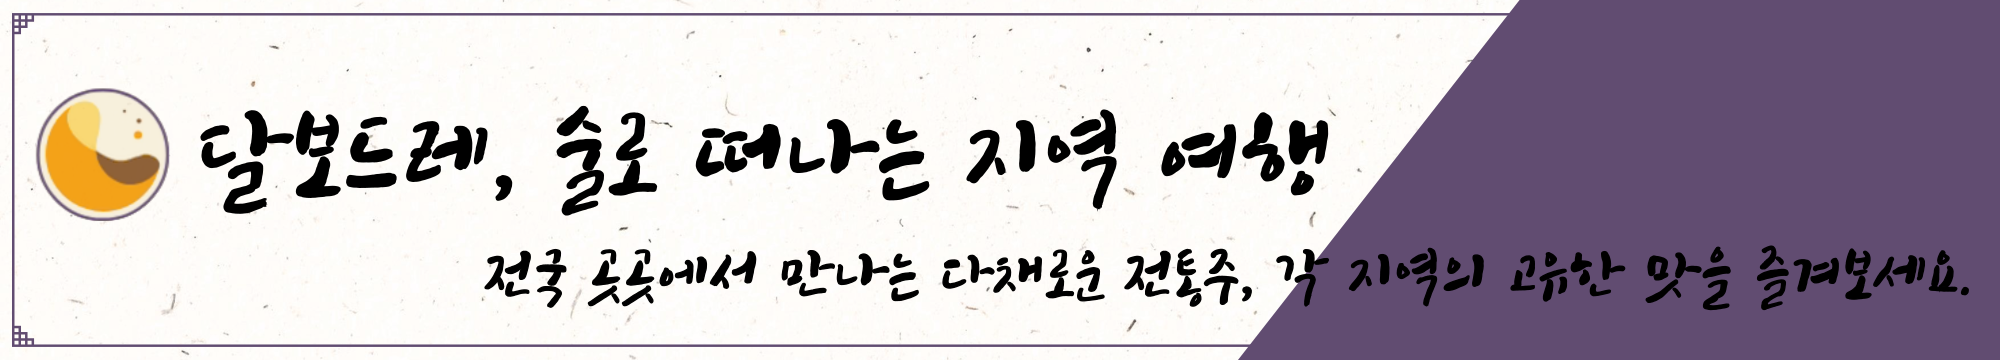 달보드레, 술로 떠나는 지역 여행
전국 곳곳에서 만나는 다채로운 전통주, 각 지역의 고유한 맛을 즐겨보세요.